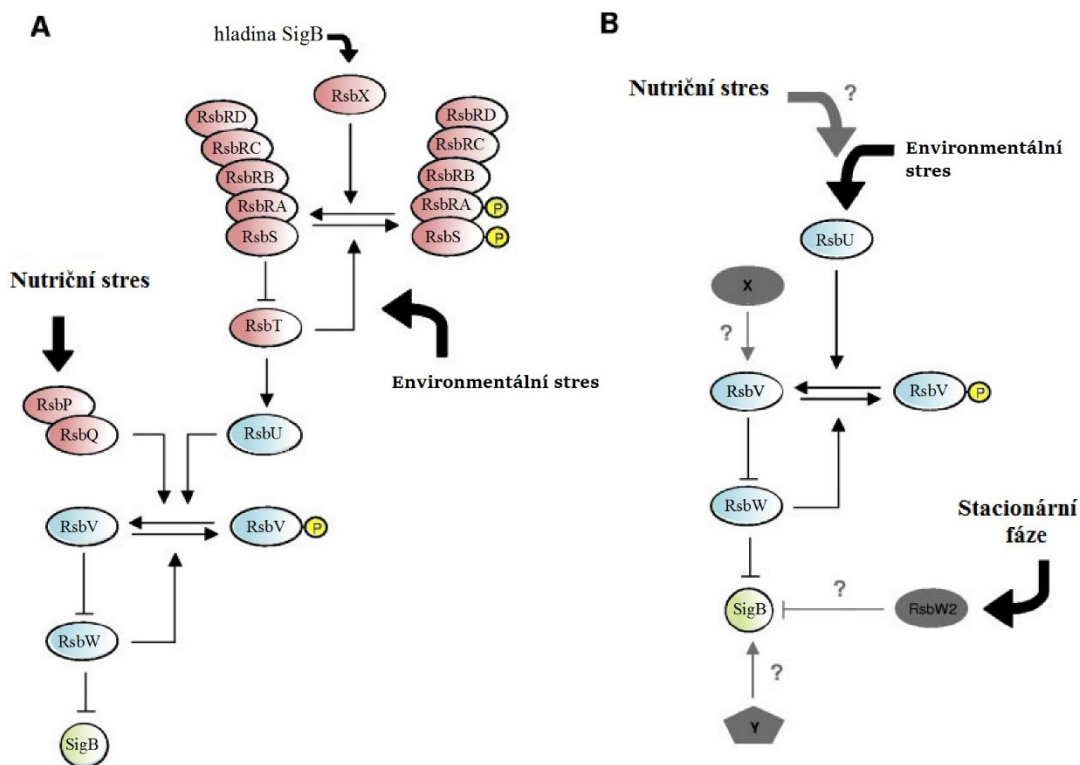 A
hladina SigB
RsbX
RsbRD
RsbRC
RsbRB
RsbRA
RsbS
RsbRD
RsbRC
RsbRB
RsbRA
P
RsbS
P
Nutriční stres
RsbT
Environmentální stres
RsbP
RsbQ
RsbU
RsbV
RsbV
P
RsbW
SigB
B
Nutriční stres
?
Environmentální
stres
RsbU
X
?
RsbV
RsbV
P
RsbW
Stacionární
fáze
SigB
?
RsbW2
?
Y